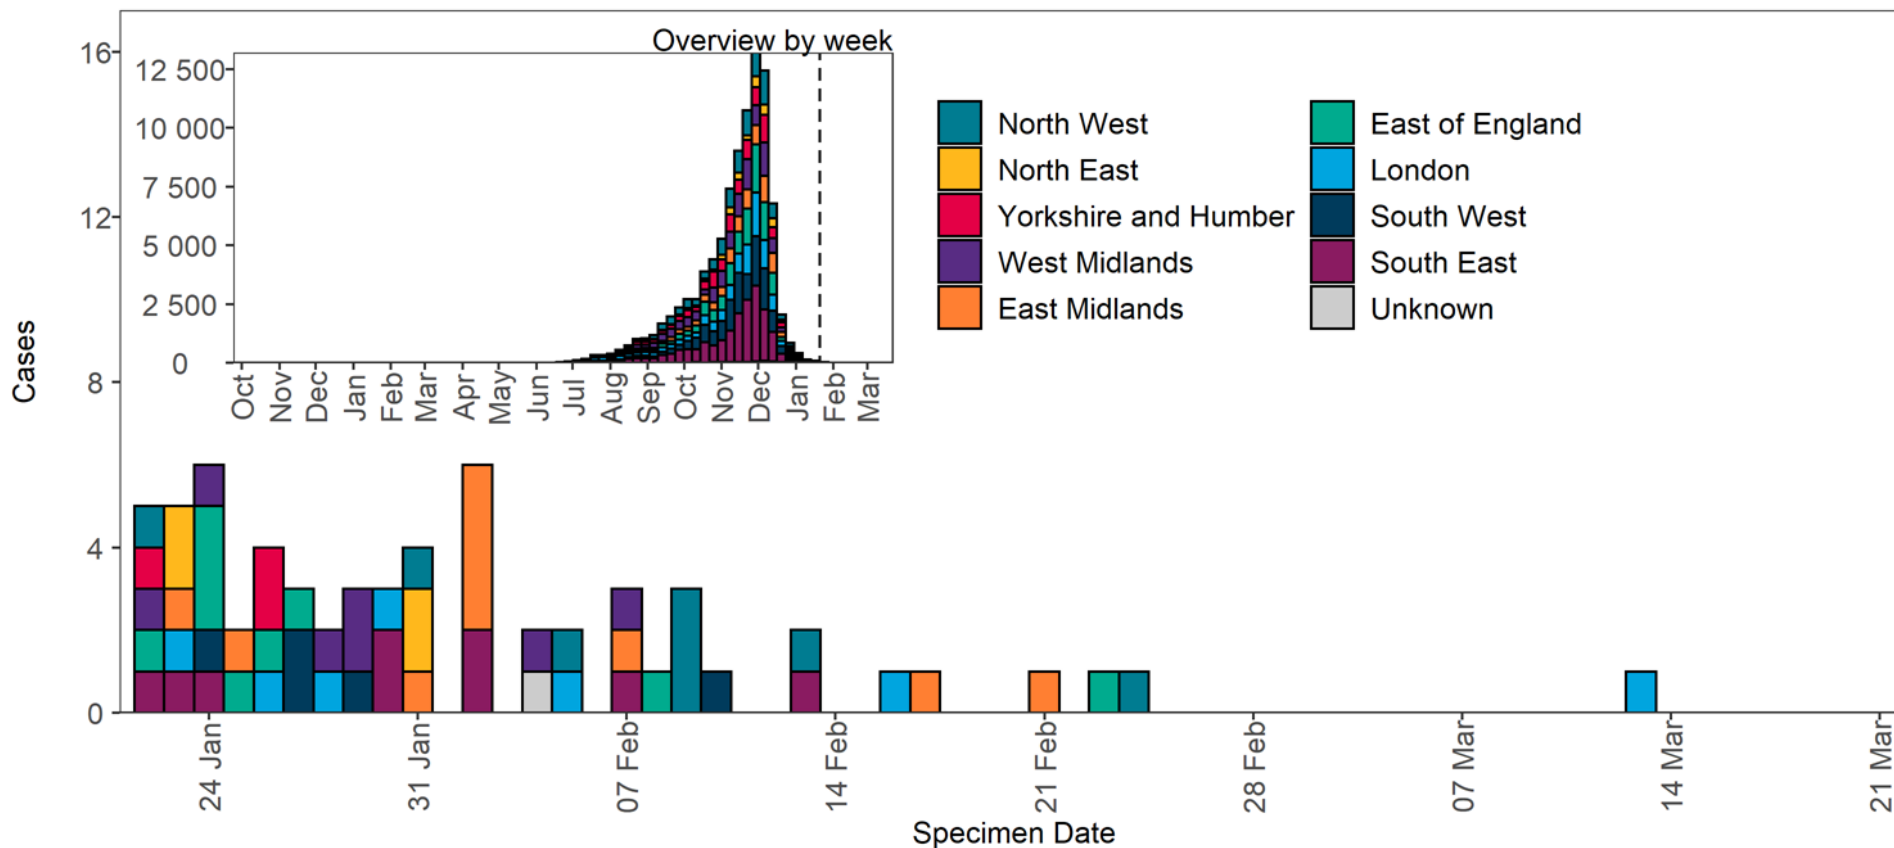 Overview by week
16
12
8
4
0
Cases
12 500
10 000
7 500
5 000
2 500
0
Oct Nov Dec Jan Feb Mar Apr May Jun Jul Aug Sep Oct Nov Dec Jan Feb Mar
North West
North East
Yorkshire and Humber
West Midlands
East Midlands
East of England
London
South West
South East
Unknown
24 Jan 31 Jan 07 Feb 14 Feb 21 Feb 28 Feb 07 Mar 14 Mar 21 Mar
Specimen Date